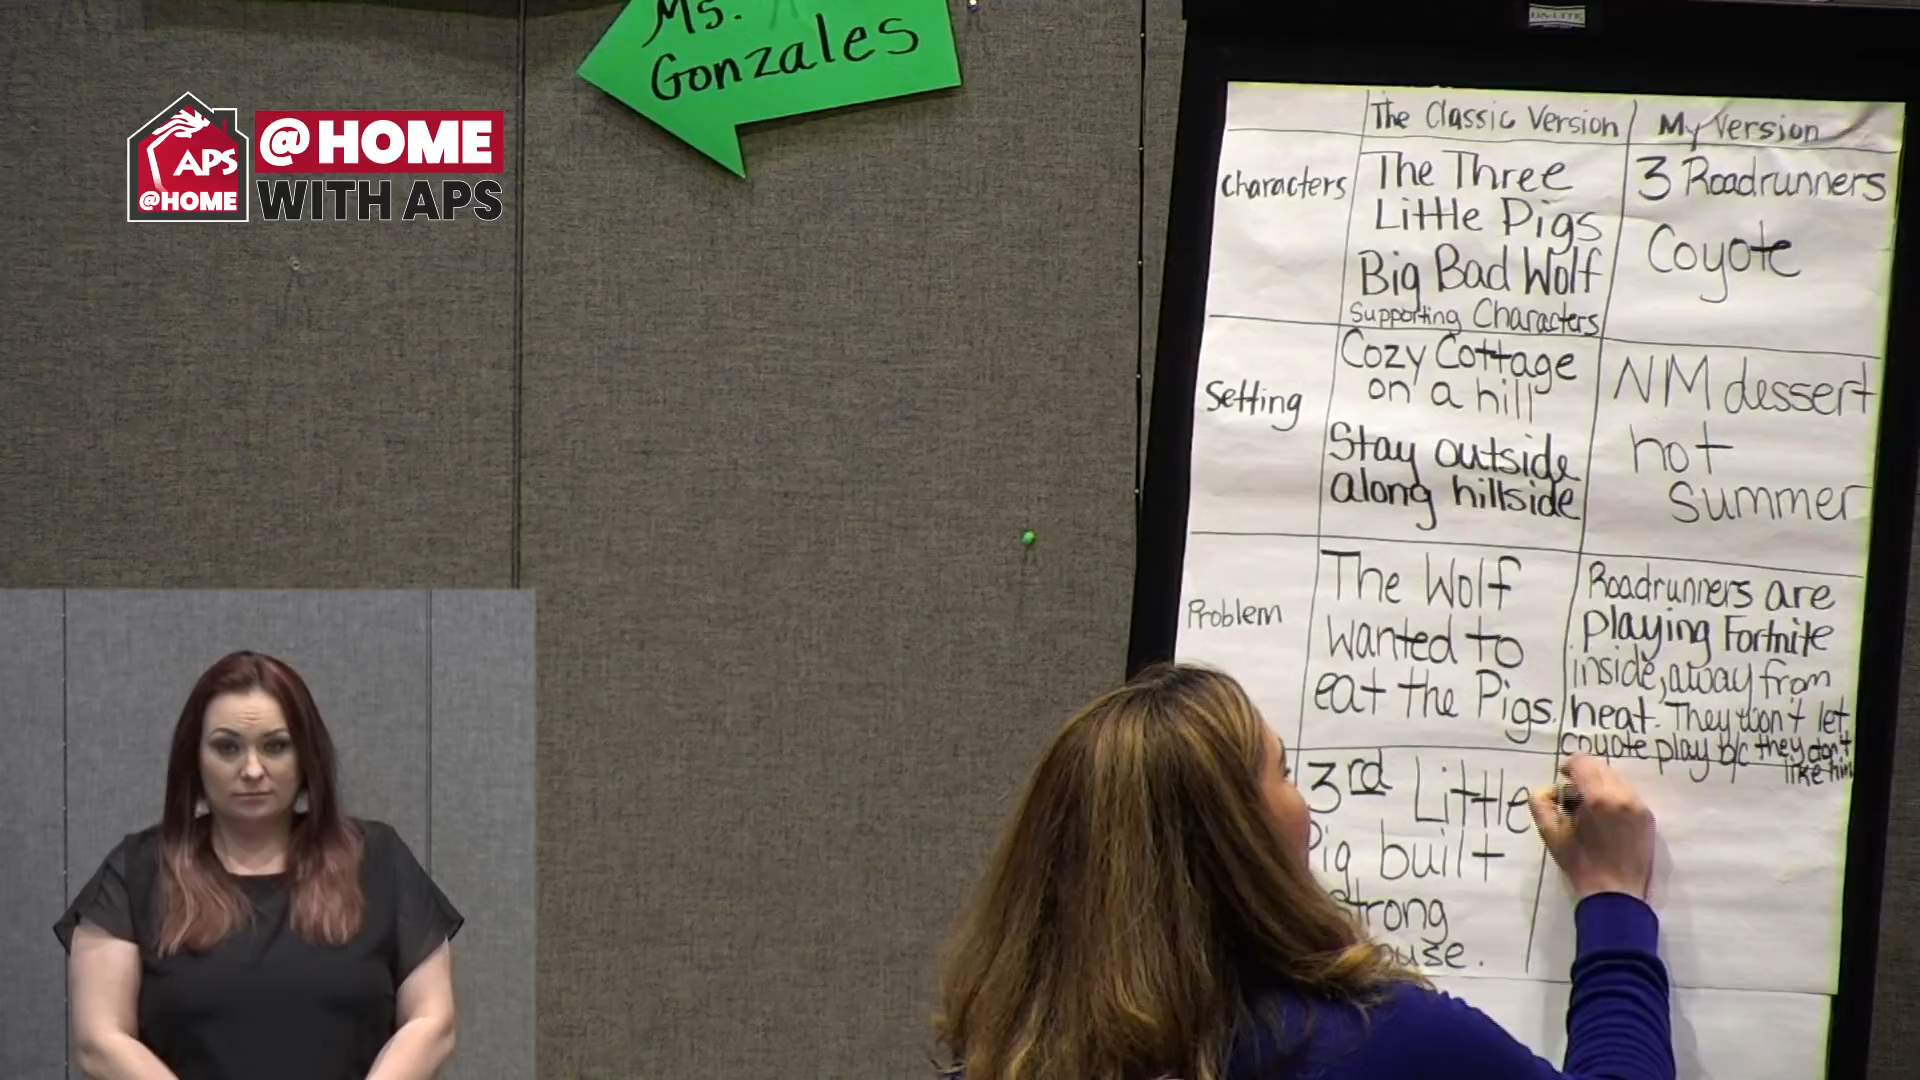 Ms.
Gonzales
APS
@HOME
@HOME
WITH APS
DA-LITE
The Classic Version
My Version
Characters
The Three
Little Pigs
Big Bad Wolf
Supporting Characters
3 Roadrunners
Coyote
Setting
Cozy Cottage
on a hill
Stay outside
along hillside
NM dessert
hot
summer
Problem
The Wolf
wanted to
eat the Pigs.
Roadrunners are
playing Fortnite
inside, away from
heat. They won't let
coyote play b/c they don't
like him
3rd Little
Pig built
strong
ouse.